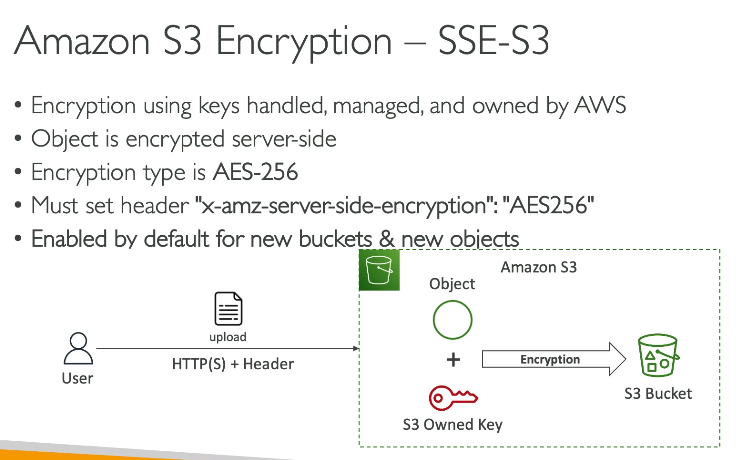 Amazon S3 Encryption – SSE-S3
• Encryption using keys handled, managed, and owned by AWS
• Object is encrypted server-side
• Encryption type is AES-256
• Must set header "x-amz-server-side-encryption": "AES256"
• Enabled by default for new buckets & new objects
Amazon S3
Object
upload
HTTP(S) + Header
User
+
Encryption
S3 Bucket
S3 Owned Key